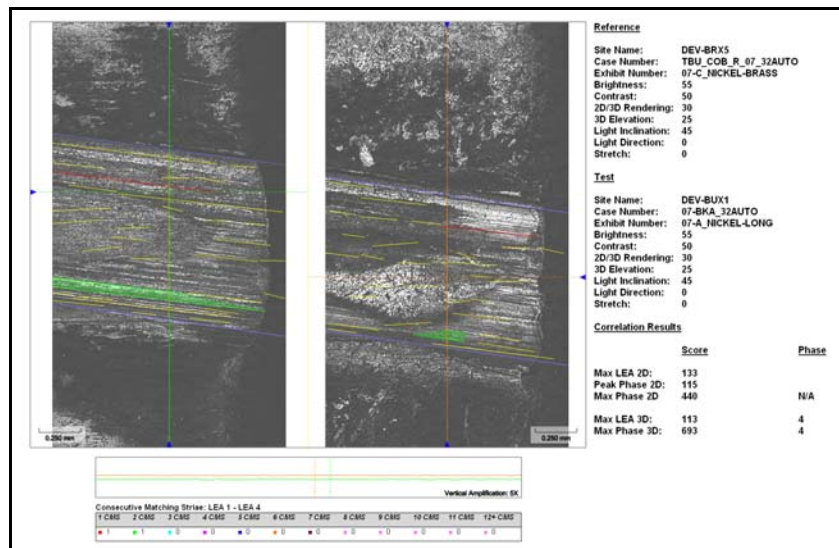 Reference
Site Name: DEV-BRX5
Case Number: TBU_COB_R_07_32AUTO
Exhibit Number: 07-C_NICKEL-BRASS
Brightness: 55
Contrast: 50
2D/3D Rendering: 30
3D Elevation: 25
Light Inclination: 45
Light Direction: 0
Stretch: 0
Test
Site Name: DEV-BUX1
Case Number: 07-BKA_32AUTO
Exhibit Number: 07-A_NICKEL-LONG
Brightness: 55
Contrast: 50
2D/3D Rendering: 30
3D Elevation: 25
Light Inclination: 45
Light Direction: 0
Stretch: 0
Correlation Results
Score Phase
Max LEA 2D: 133
Peak Phase 2D: 115
Max Phase 2D 440 N/A
Max LEA 3D: 113 4
Max Phase 3D: 693 4
0.250 mm 0.250 mm
Vertical Amplification: 5X
Consecutive Matching Striae: LEA 1 - LEA 4
1 CMS 2 CMS 3 CMS 4 CMS 5 CMS 6 CMS 7 CMS 8 CMS 9 CMS 10 CMS 11 CMS 12+ CMS
1 1 0 0 0 0 0 0 0 0 0 0